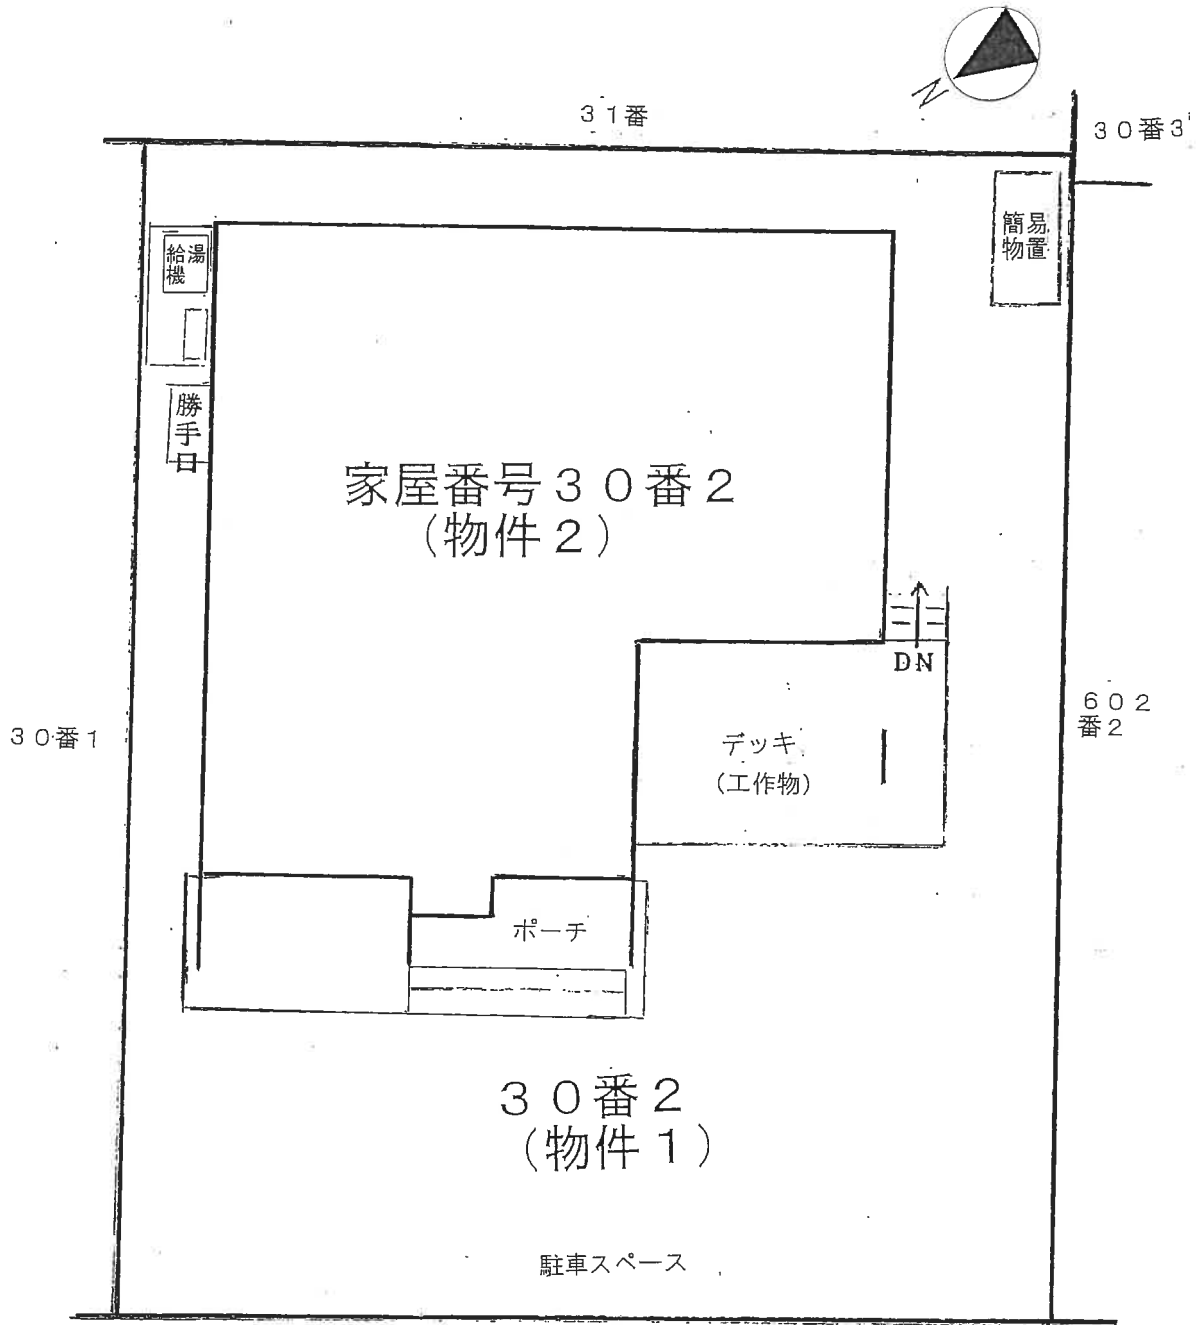 N
31番
30番3
簡易
物置
給湯
機
勝
手
口
家屋番号30番2
(物件2)
DN
602
番2
30番1
デッキ
(工作物)
ポーチ
30番2
(物件1)
駐車スペース